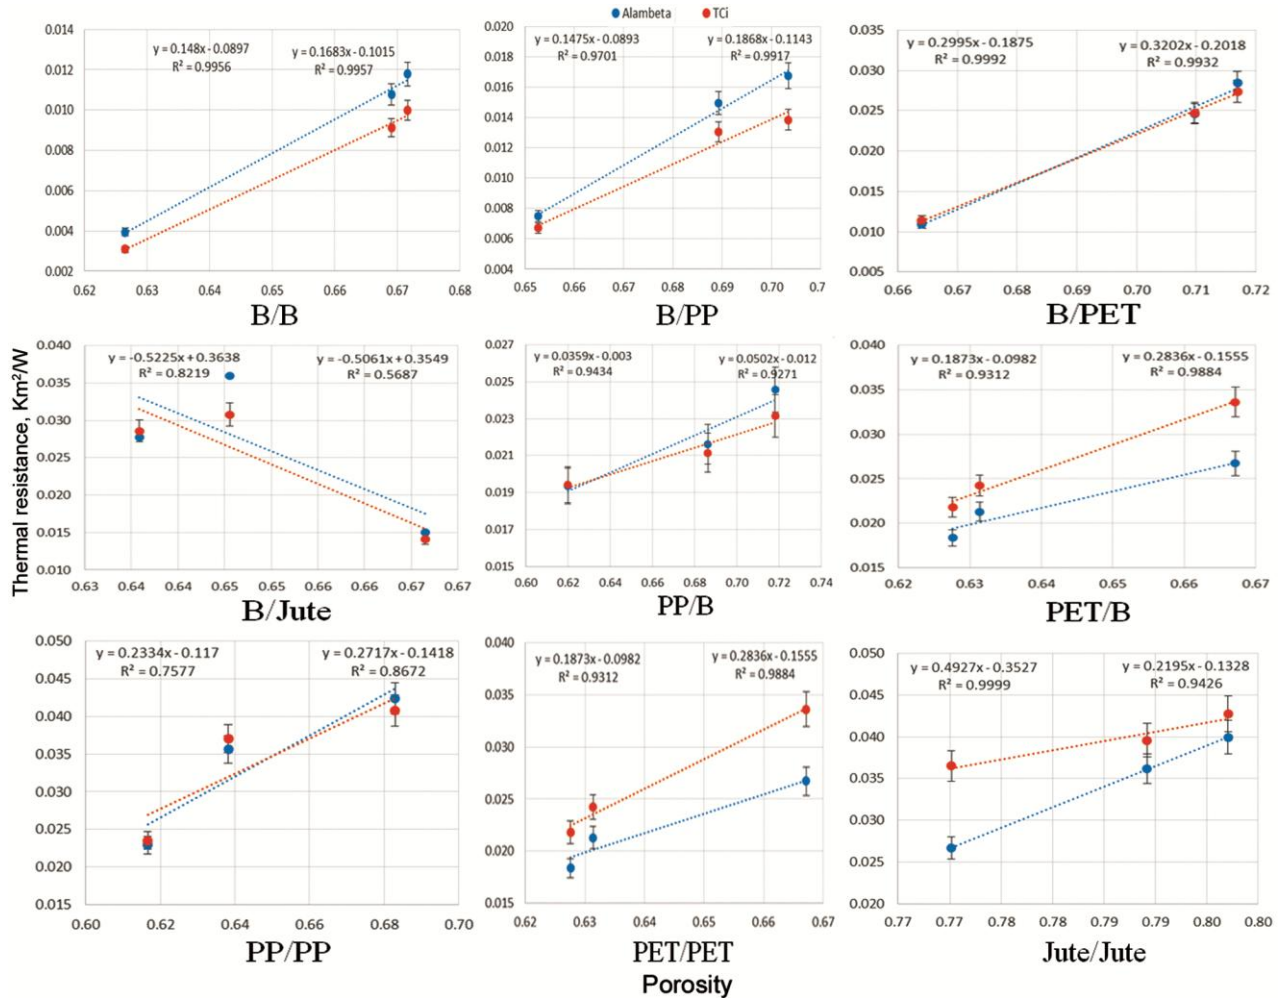 Alambeta TCi
0.014
0.012
0.010
0.008
0.006
0.004
0.002
y = 0.148x - 0.0897
R² = 0.9956
y = 0.1683x - 0.1015
R² = 0.9957
0.62 0.63 0.64 0.65 0.66 0.67 0.68
B/B
0.020
0.018
0.016
0.014
0.012
0.010
0.008
0.006
0.004
y = 0.1475x - 0.0893
R² = 0.9701
y = 0.1868x - 0.1143
R² = 0.9917
0.65 0.66 0.67 0.68 0.69 0.70 0.7
B/PP
0.035
0.030
0.025
0.020
0.015
0.010
0.005
y = 0.2995x - 0.1875
R² = 0.9992
y = 0.3202x - 0.2018
R² = 0.9932
0.66 0.67 0.68 0.69 0.70 0.71 0.72
B/PET
Thermal resistance, Km²/W
0.040
0.035
0.030
0.025
0.020
0.015
0.010
y = -0.5225x + 0.3638
R² = 0.8219
y = -0.5061x + 0.3549
R² = 0.5687
0.63 0.64 0.64 0.65 0.65 0.66 0.66 0.67 0.67
B/Jute
0.027
0.025
0.023
0.021
0.019
0.017
0.015
y = 0.0359x - 0.003
R² = 0.9434
y = 0.0502x - 0.012
R² = 0.9271
0.60 0.62 0.64 0.66 0.68 0.70 0.72 0.74
PP/B
0.040
0.035
0.030
0.025
0.020
0.015
y = 0.1873x - 0.0982
R² = 0.9312
y = 0.2836x - 0.1555
R² = 0.9884
0.62 0.63 0.64 0.65 0.66 0.67
PET/B
0.050
0.040
0.035
0.030
0.025
0.020
0.015
y = 0.2334x - 0.117
R² = 0.7577
y = 0.2717x - 0.1418
R² = 0.8672
0.60 0.62 0.64 0.66 0.68 0.70
PP/PP
0.040
0.035
0.030
0.025
0.020
0.015
y = 0.1873x - 0.0982
R² = 0.9312
y = 0.2836x - 0.1555
R² = 0.9884
0.62 0.63 0.64 0.65 0.66 0.67
PET/PET
0.050
0.045
0.040
0.035
0.030
0.025
0.020
y = 0.4927x - 0.3527
R² = 0.9999
y = 0.2195x - 0.1328
R² = 0.9426
0.77 0.77 0.78 0.78 0.79 0.79 0.80 0.80
Jute/Jute
Porosity